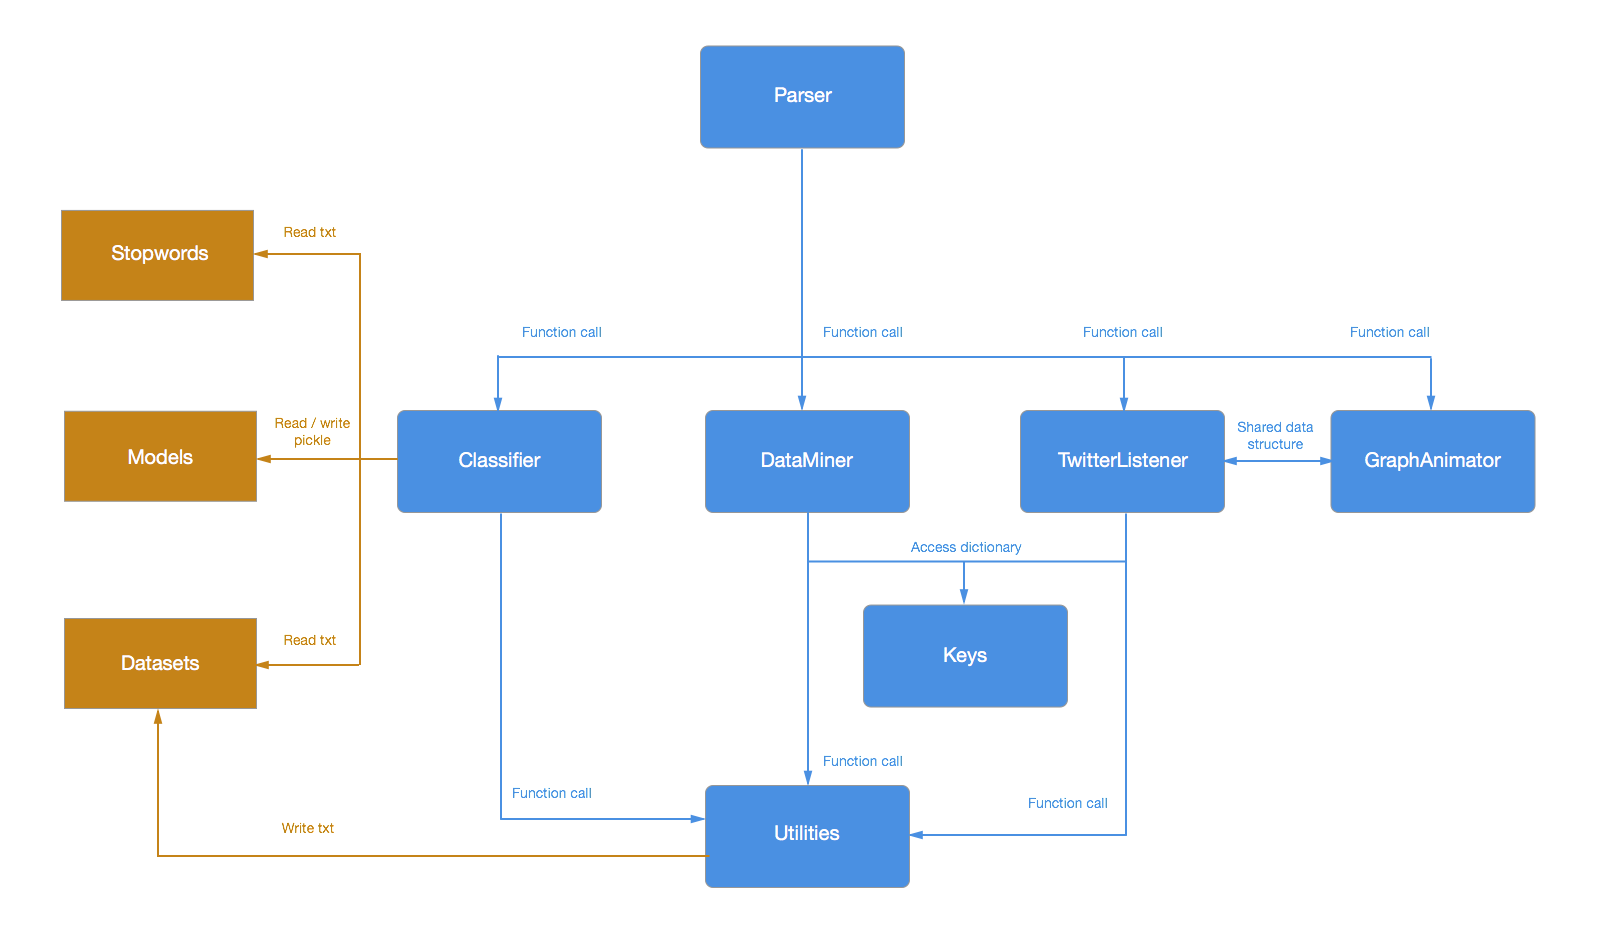 Parser
Stopwords
Read txt
Function call
Function call
Function call
Function call
Models
Read / write
pickle
Classifier
DataMiner
TwitterListener
Shared data
structure
GraphAnimator
Access dictionary
Datasets
Read txt
Keys
Function call
Function call
Function call
Write txt
Utilities